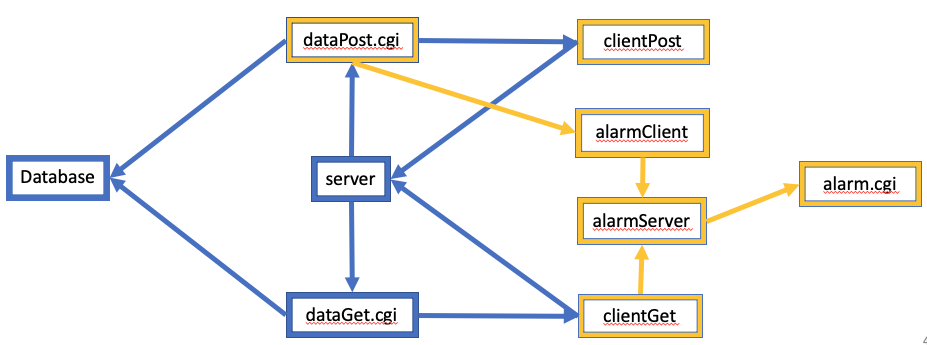 dataPost.cgi
clientPost
alarmClient
Database
server
alarm.cgi
alarmServer
dataGet.cgi
clientGet
4